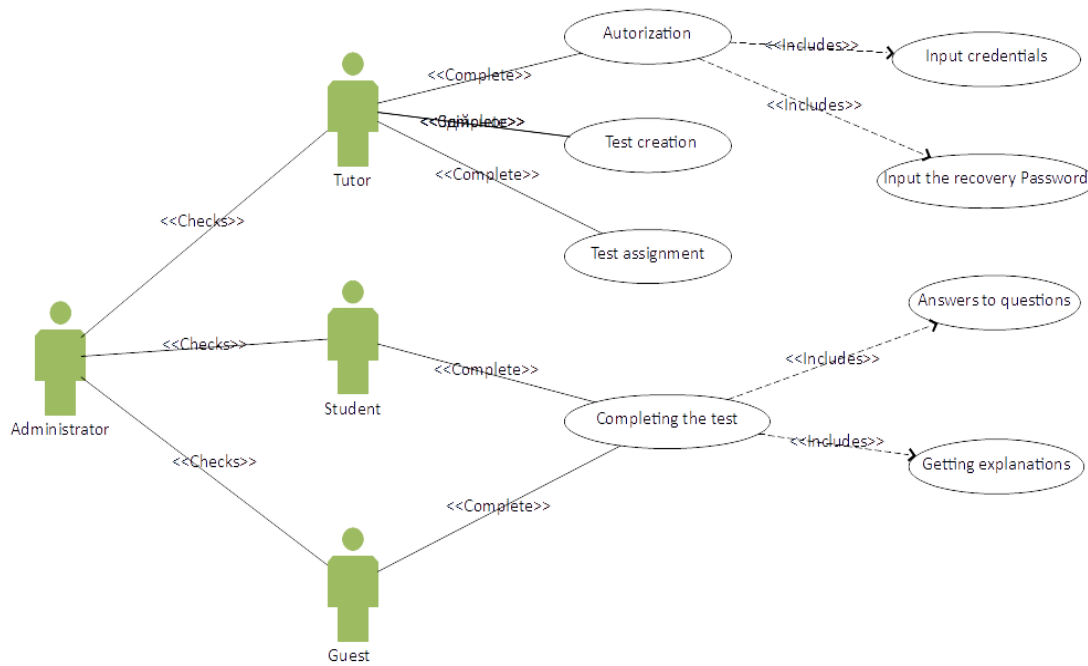 Autorization
<<Includes>>
Input credentials
<<Complete>>
<<Includes>>
<<Complete>>
Test creation
Tutor
<<Complete>>
Input the recovery Password
<<Checks>>
Test assignment
Answers to questions
<<Checks>>
<<Includes>>
<<Complete>>
Student
Administrator
Completing the test
<<Includes>>
<<Checks>>
Getting explanations
<<Complete>>
Guest